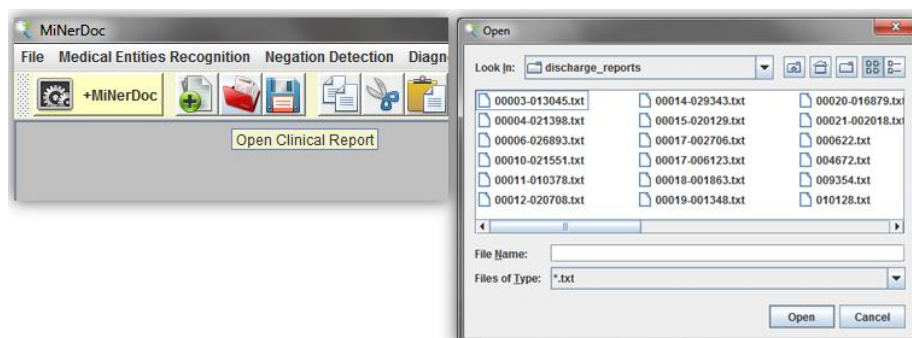 MiNerDoc
File Medical Entities Recognition Negation Detection Diagn
+MiNerDoc
Open Clinical Report
Open
Look In: discharge_reports
00003-013045.txt 00014-029343.txt 00020-016879.txt
00004-021398.txt 00015-020129.txt 00021-002018.txt
00006-026893.txt 00017-002706.txt 000622.txt
00010-021551.txt 00017-006123.txt 004672.txt
00011-010378.txt 00018-001863.txt 009354.txt
00012-020708.txt 00019-001348.txt 010128.txt
File Name:
Files of Type: *.txt
Open Cancel